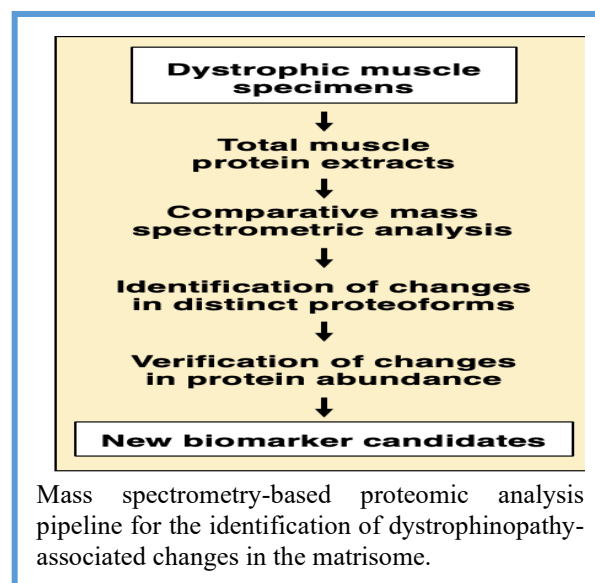 Dystrophic muscle
specimens
Total muscle
protein extracts
Comparative mass
spectrometric analysis
Identification of changes
in distinct proteoforms
Verification of changes
in protein abundance
New biomarker candidates
Mass spectrometry-based proteomic analysis
pipeline for the identification of dystrophinopathy-
associated changes in the matrisome.